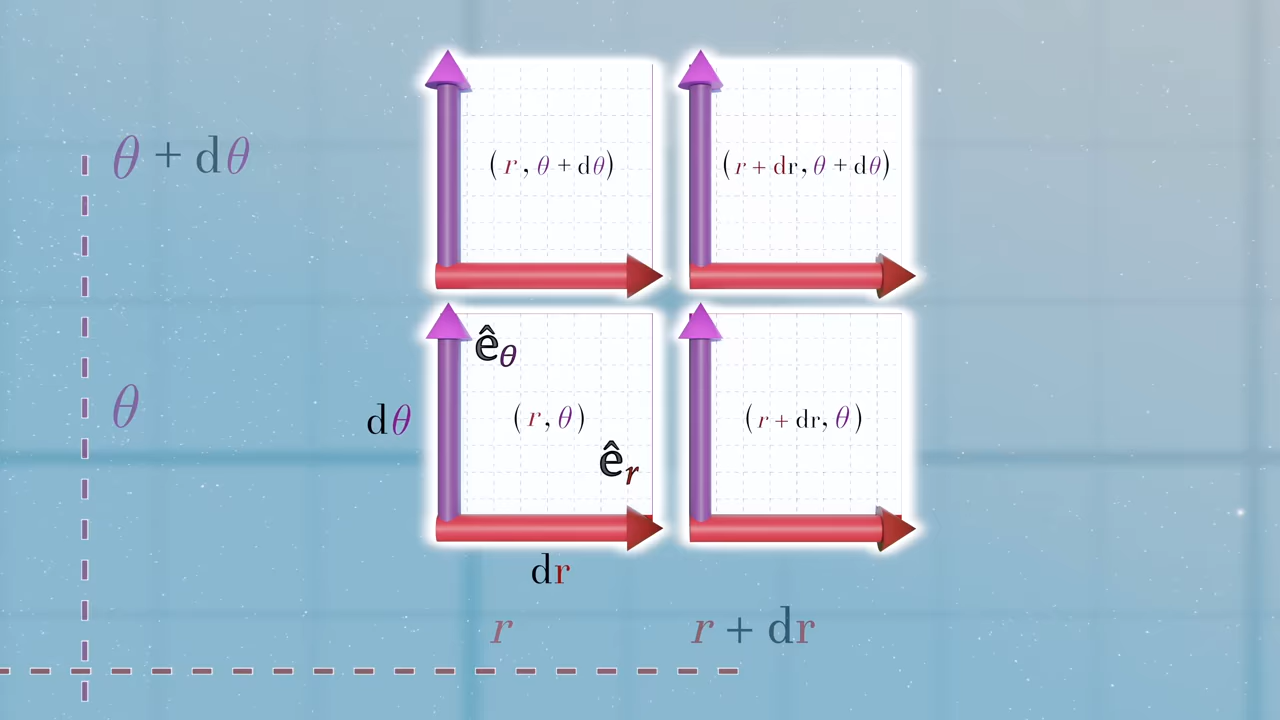 θ + dθ
(r, θ + dθ)
(r + dr, θ + dθ)
ê_θ
θ
dθ
(r, θ)
(r + dr, θ)
ê_r
dr
r
r + dr